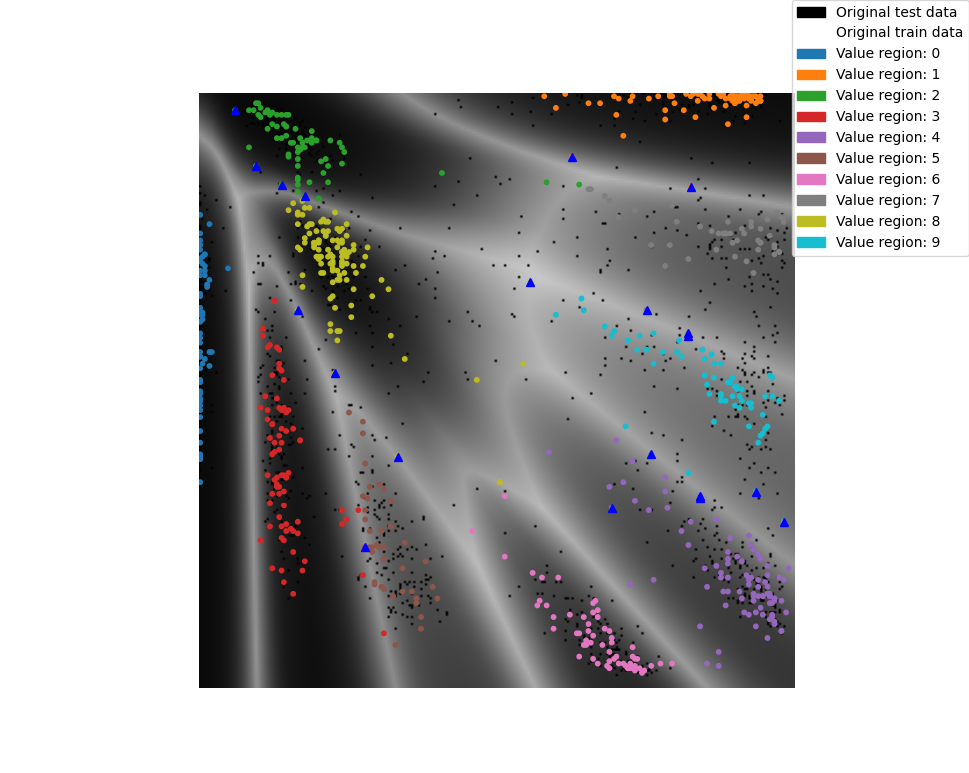 Original test data
Original train data
Value region: 0
Value region: 1
Value region: 2
Value region: 3
Value region: 4
Value region: 5
Value region: 6
Value region: 7
Value region: 8
Value region: 9